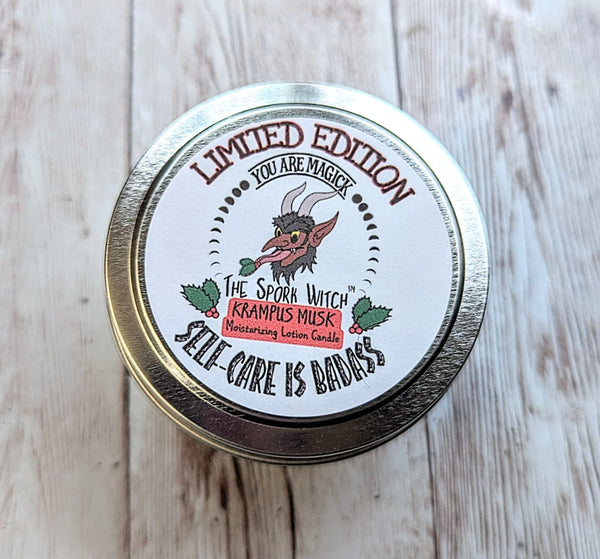 LIMITED EDITION
YOU ARE MAGICK
THE SPORK WITCH™
KRAMPUS MUSK
Moisturizing Lotion Candle
SELF-CARE IS BADASS